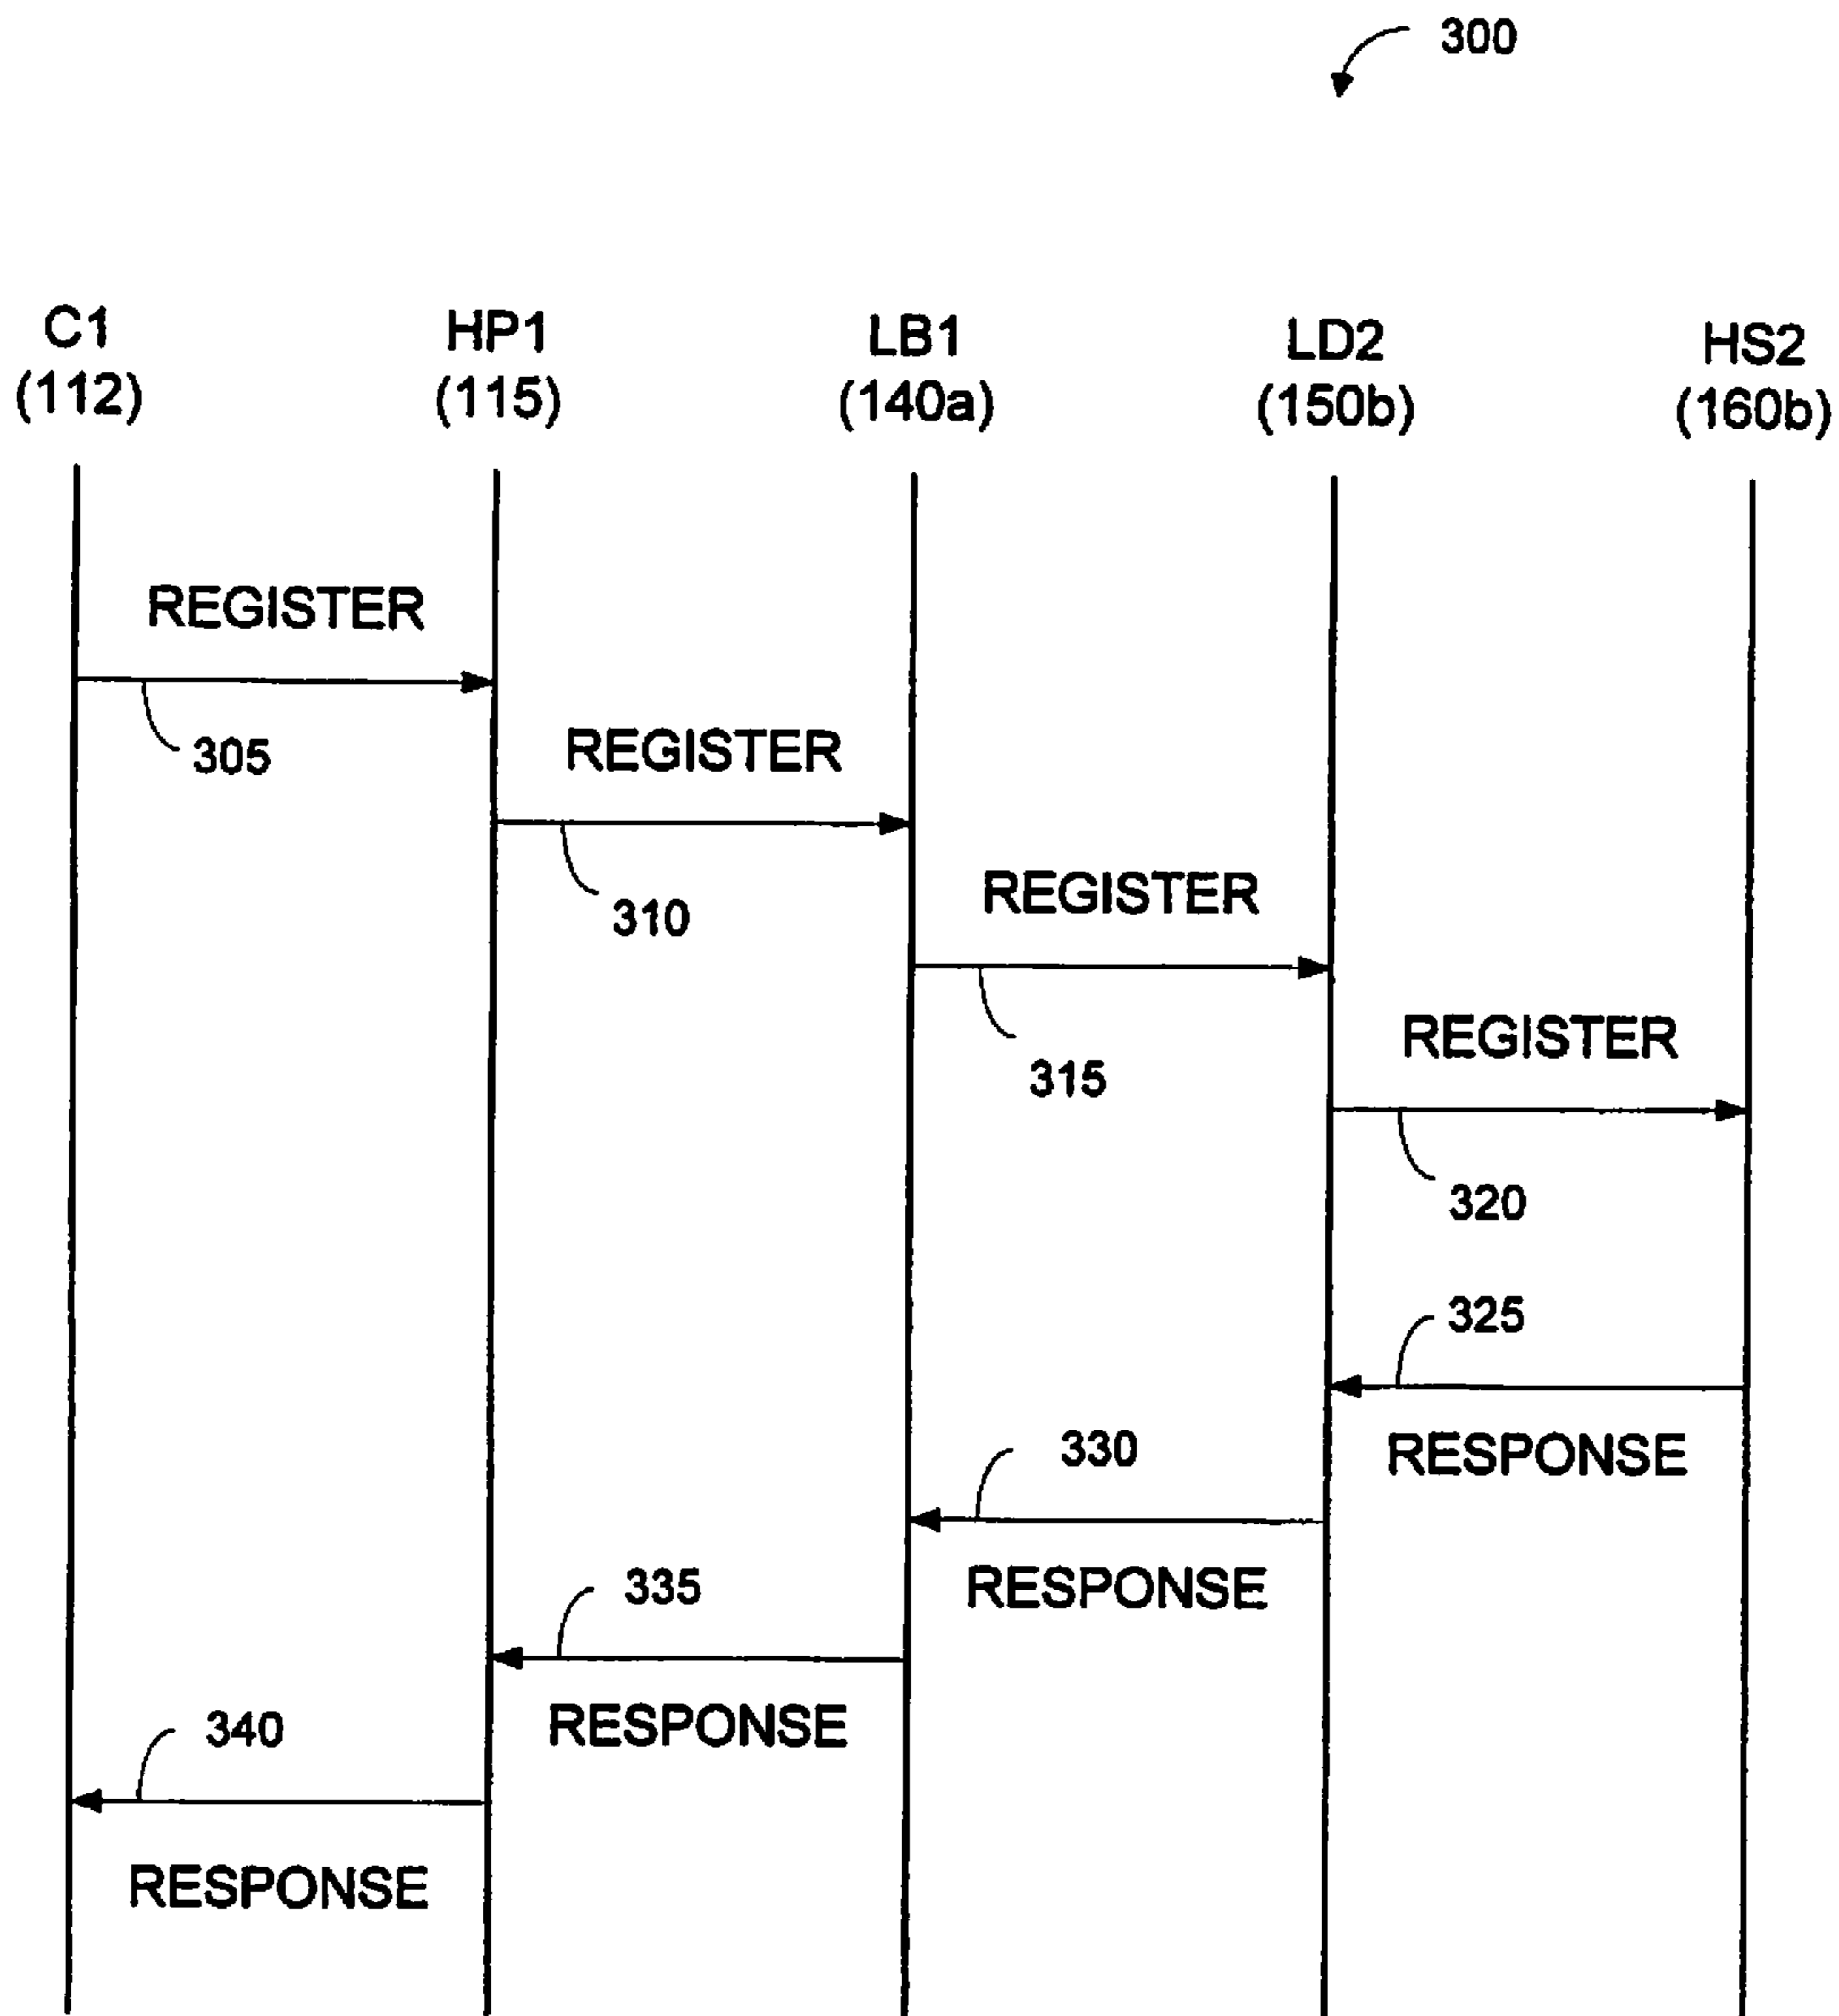 300
C1
(112)
HP1
(115)
LB1
(140a)
LD2
(150b)
HS2
(160b)
REGISTER
305
REGISTER
310
REGISTER
315
REGISTER
320
325
RESPONSE
330
RESPONSE
335
RESPONSE
340
RESPONSE